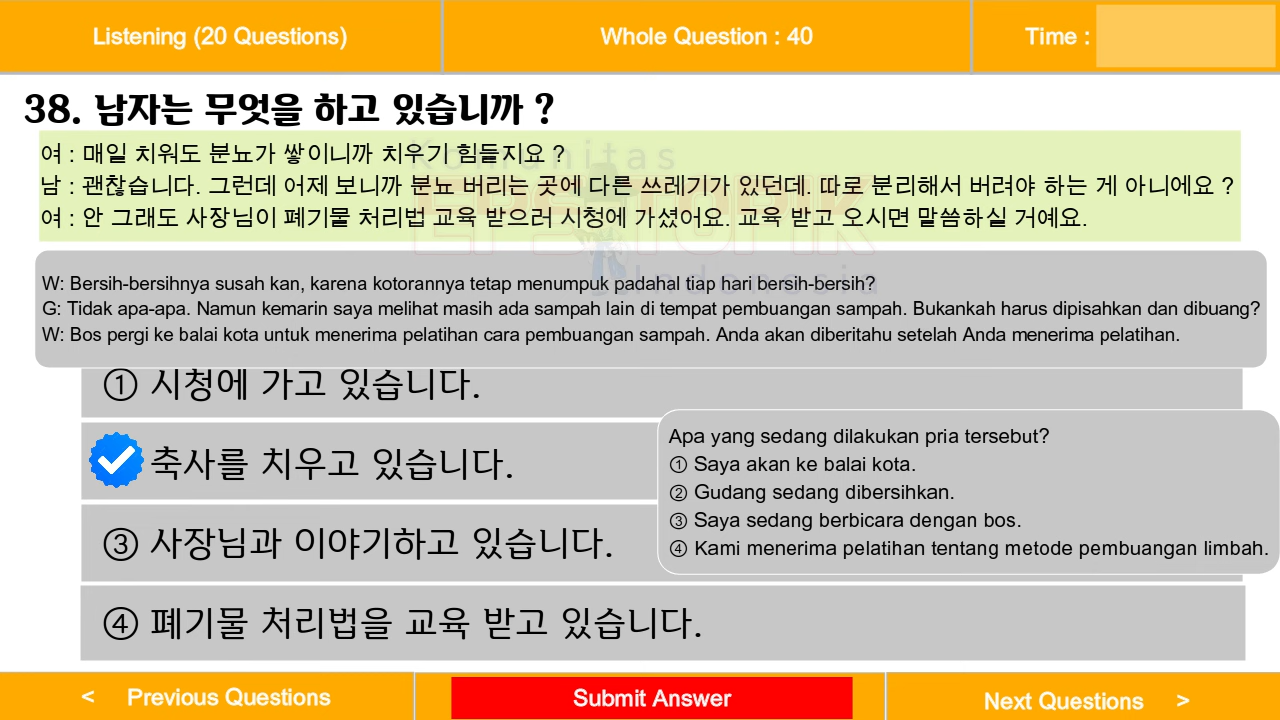 Listening (20 Questions)
Whole Question : 40
Time :
38. 남자는 무엇을 하고 있습니까 ?
여 : 매일 치워도 분뇨가 쌓이니까 치우기 힘들지요 ?
남 : 괜찮습니다. 그런데 어제 보니까 분뇨 버리는 곳에 다른 쓰레기가 있던데. 따로 분리해서 버려야 하는 게 아니에요 ?
여 : 안 그래도 사장님이 폐기물 처리법 교육 받으러 시청에 가셨어요. 교육 받고 오시면 말씀하실 거예요.
Komunitas
EPS TOPIK
Indonesia
W: Bersih-bersihnya susah kan, karena kotorannya tetap menumpuk padahal tiap hari bersih-bersih?
G: Tidak apa-apa. Namun kemarin saya melihat masih ada sampah lain di tempat pembuangan sampah. Bukankah harus dipisahkan dan dibuang?
W: Bos pergi ke balai kota untuk menerima pelatihan cara pembuangan sampah. Anda akan diberitahu setelah Anda menerima pelatihan.
① 시청에 가고 있습니다.
축사를 치우고 있습니다.
③ 사장님과 이야기하고 있습니다.
④ 폐기물 처리법을 교육 받고 있습니다.
Apa yang sedang dilakukan pria tersebut?
① Saya akan ke balai kota.
② Gudang sedang dibersihkan.
③ Saya sedang berbicara dengan bos.
④ Kami menerima pelatihan tentang metode pembuangan limbah.
< Previous Questions
Submit Answer
Next Questions >